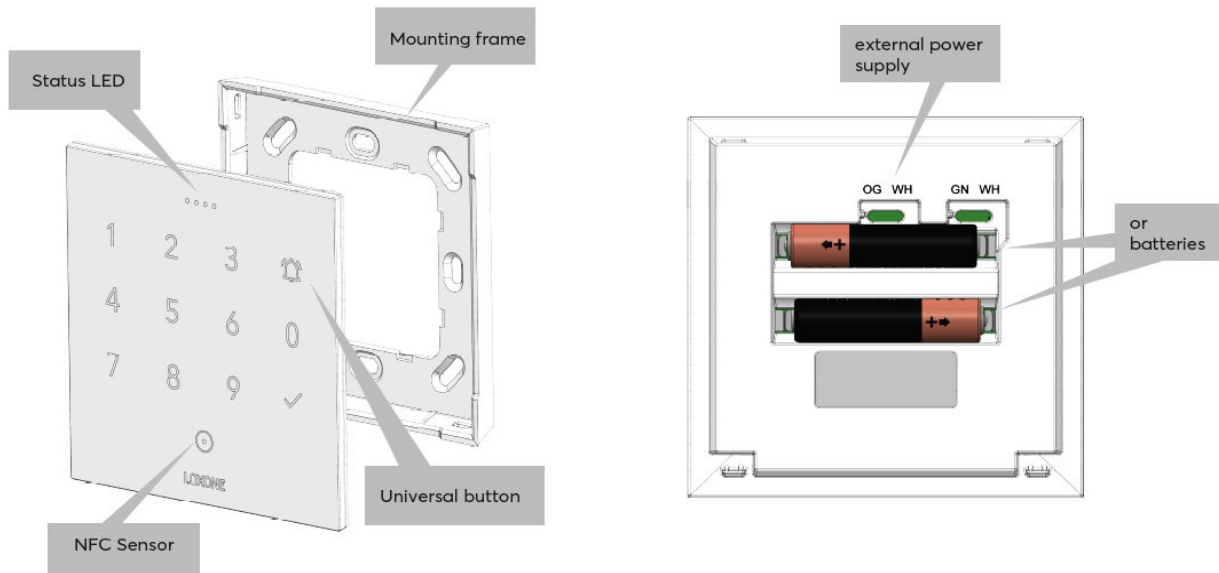 Mounting frame
Status LED
1 2 3
4 5 6 0
7 8 9
LOXONE
Universal button
NFC Sensor
external power
supply
OG WH GN WH
or
batteries
+
+